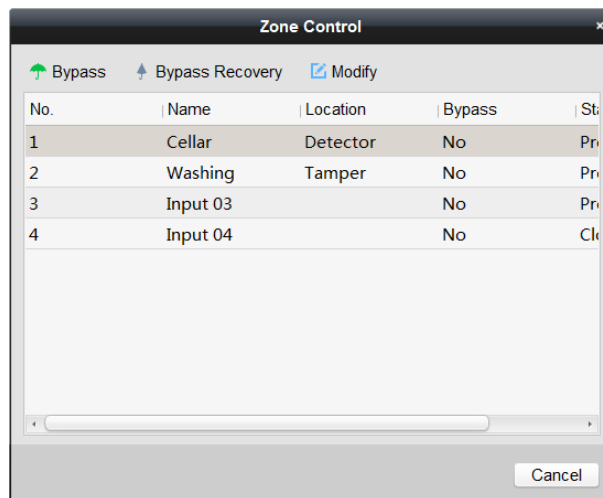 Zone Control ×
Bypass Bypass Recovery Modify
No. Name Location Bypass
1 Cellar Detector No
2 Washing Tamper No
3 Input 03 No
4 Input 04 No
Cancel